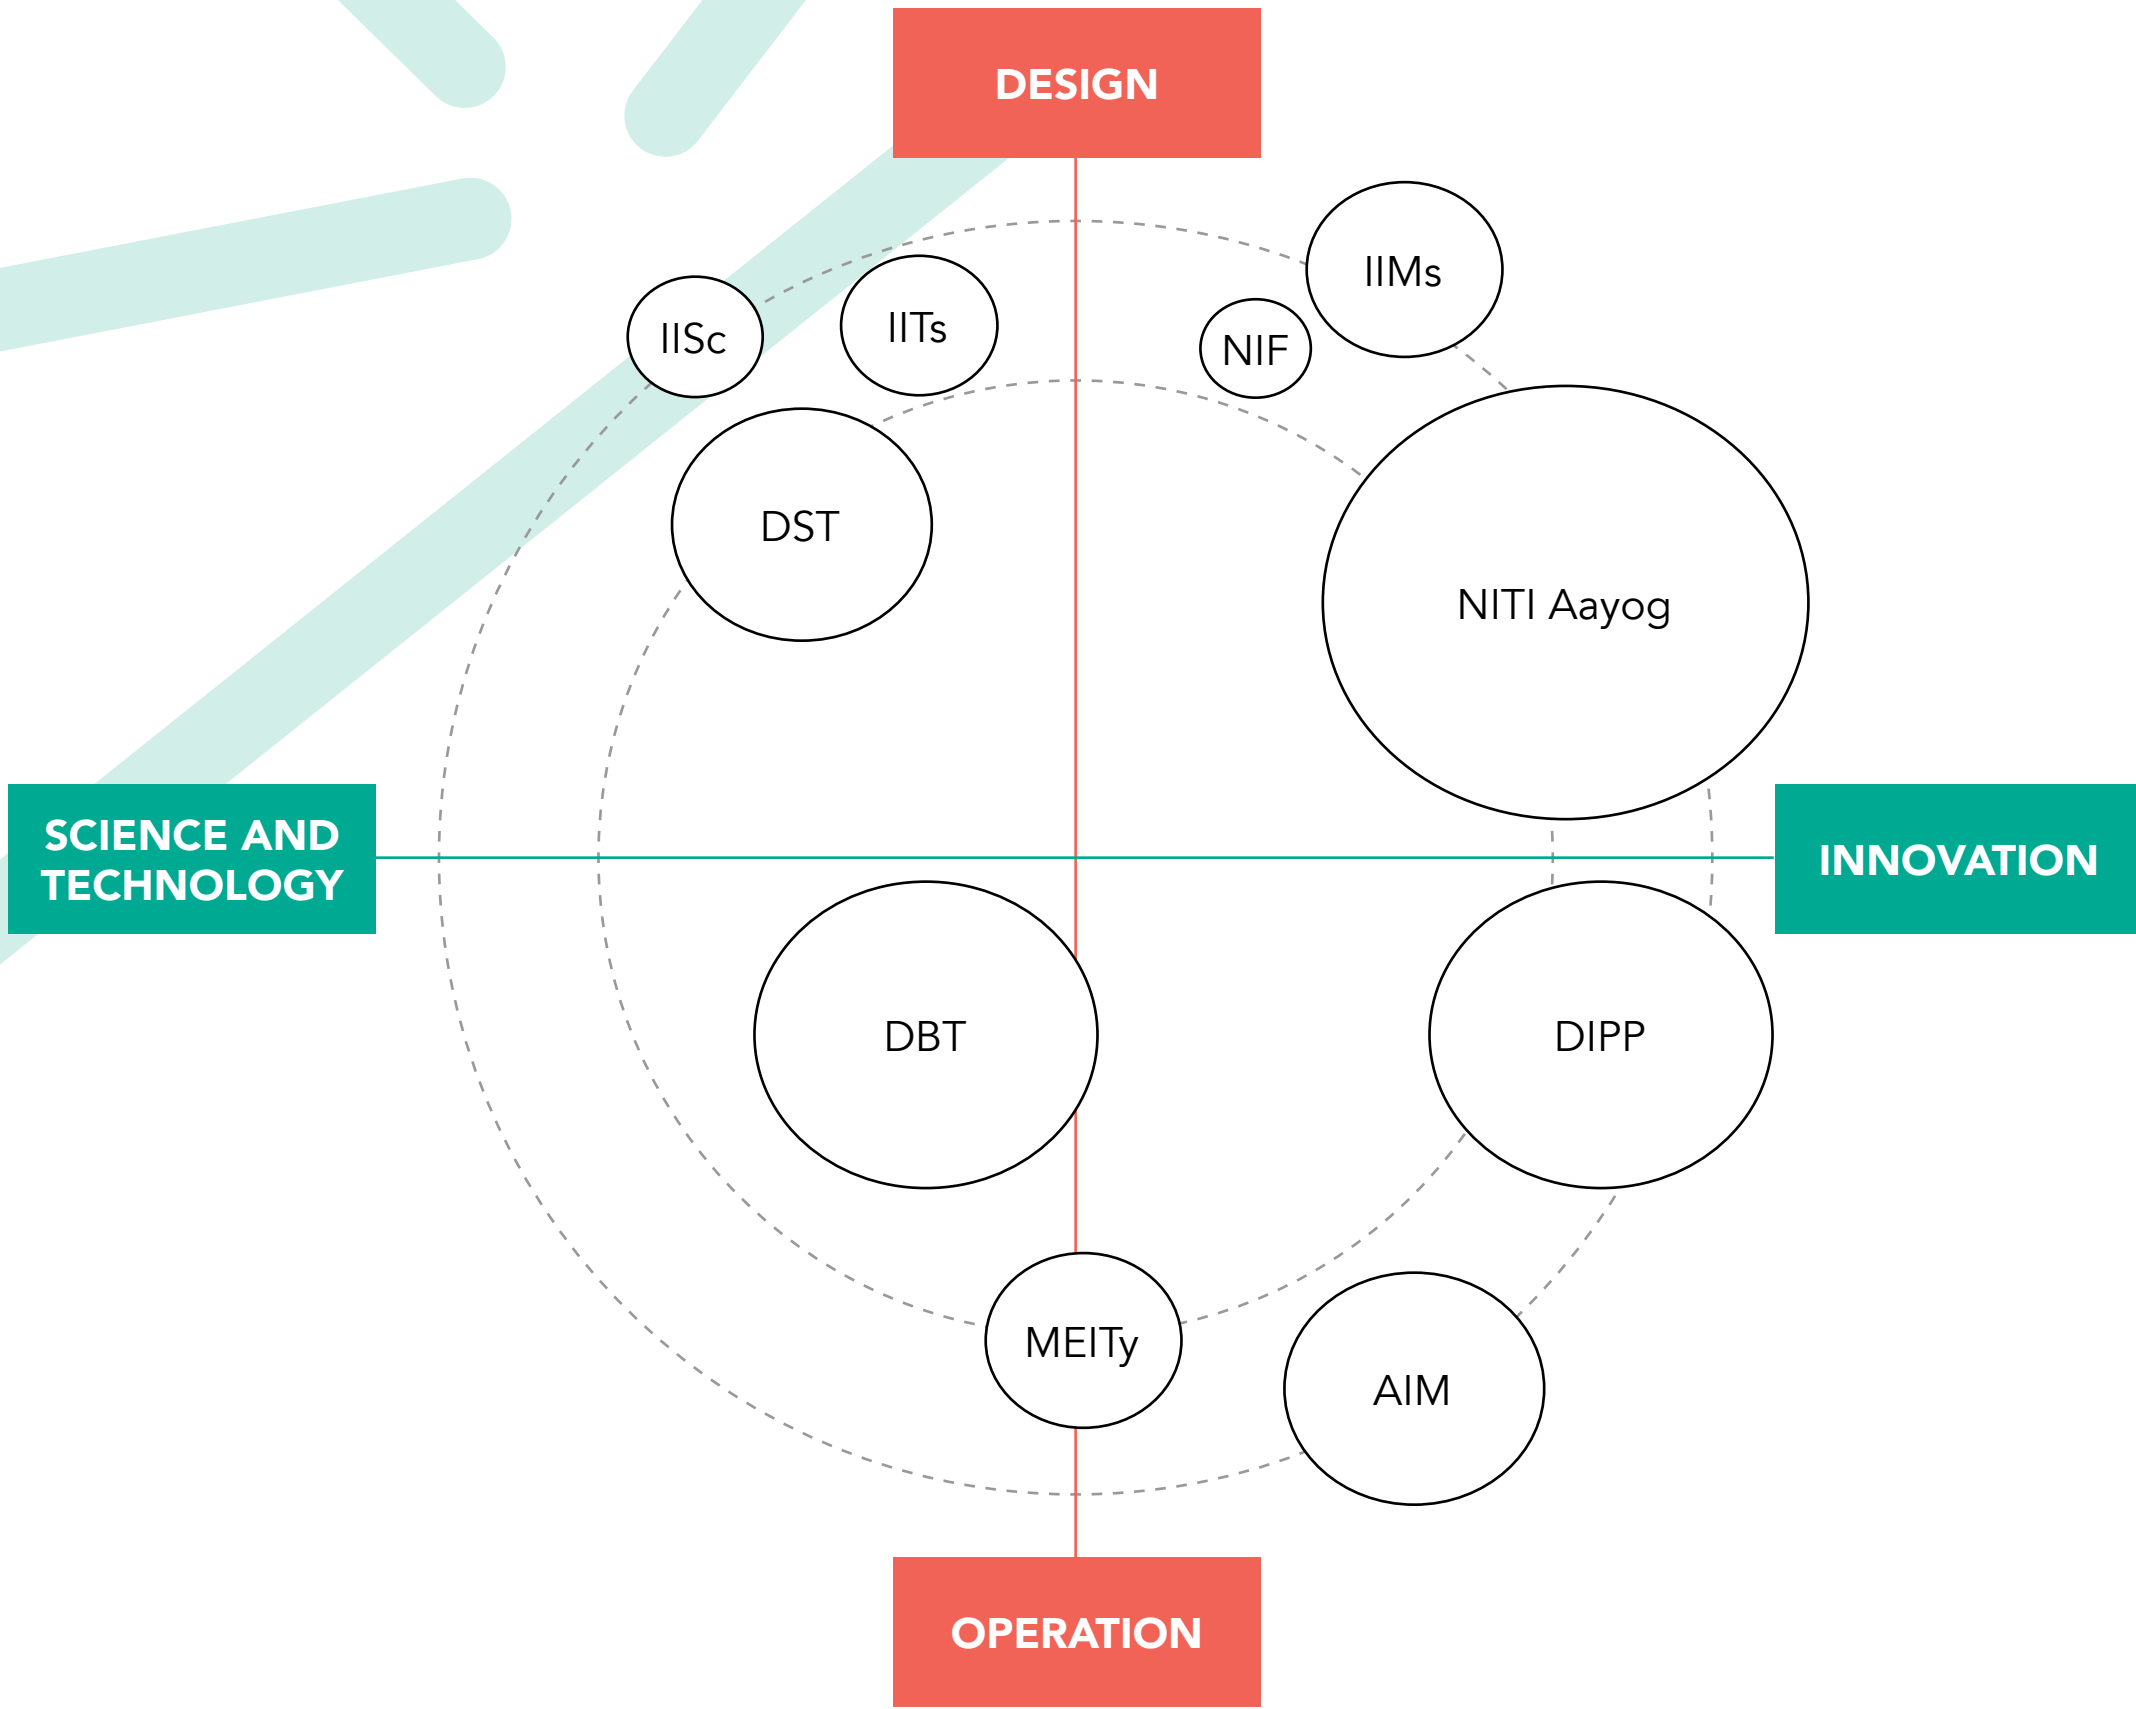 DESIGN
IIMs
IISc
IITs
NIF
DST
NITI Aayog
SCIENCE AND
TECHNOLOGY
INNOVATION
DBT
DIPP
MEITy
AIM
OPERATION